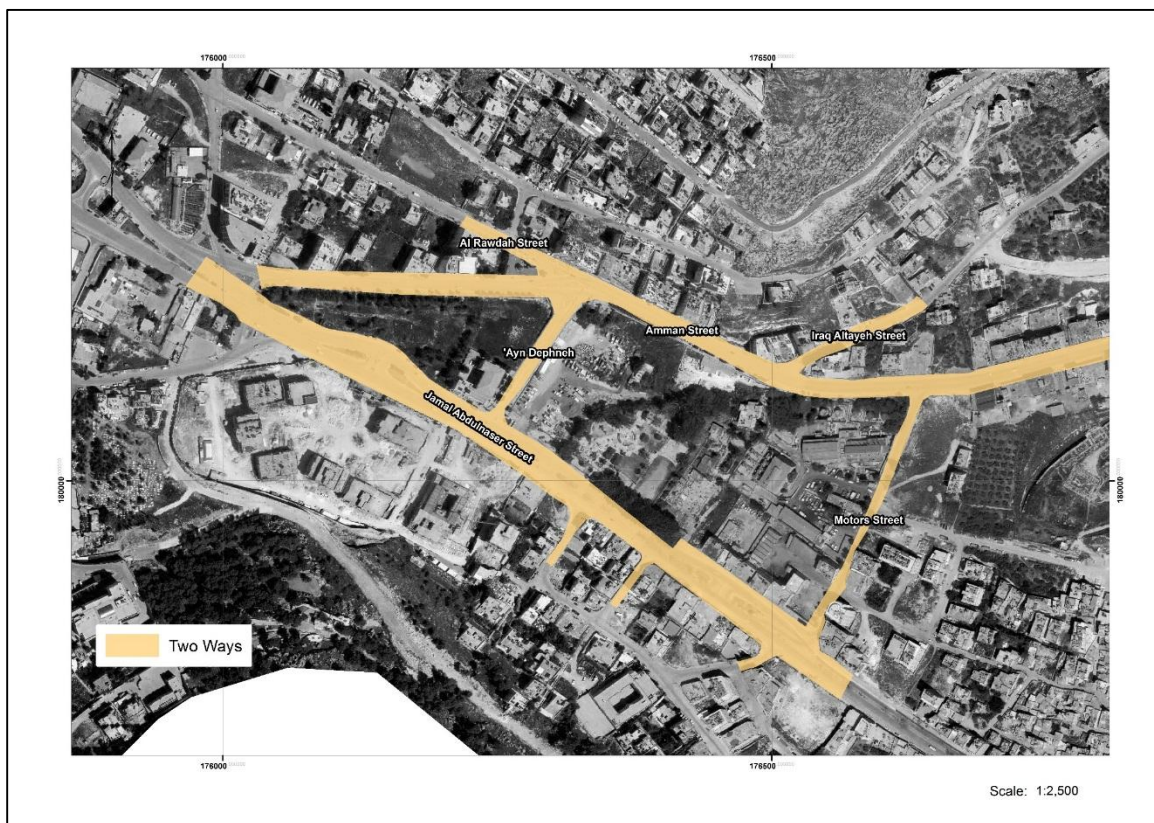 176000
176500
Al Rawdah Street
Amman Street
Iraq Altayeh Street
'Ayn Dephneh
Jamal Abdulnaser Street
180000
180000
Motors Street
Two Ways
176000
176500
Scale: 1:2,500